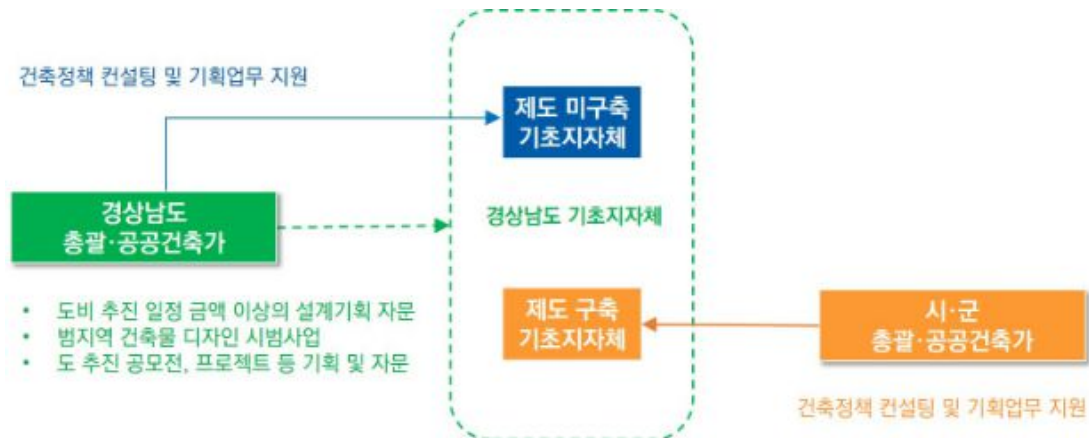 건축정책 컨설팅 및 기획업무 지원
제도 미구축
기초지자체
경상남도
총괄·공공건축가
경상남도 기초지자체
• 도비 추진 일정 금액 이상의 설계기획 자문
• 범지역 건축물 디자인 시범사업
• 도 추진 공모전, 프로젝트 등 기획 및 자문
제도 구축
기초지자체
시·군
총괄·공공건축가
건축정책 컨설팅 및 기획업무 지원